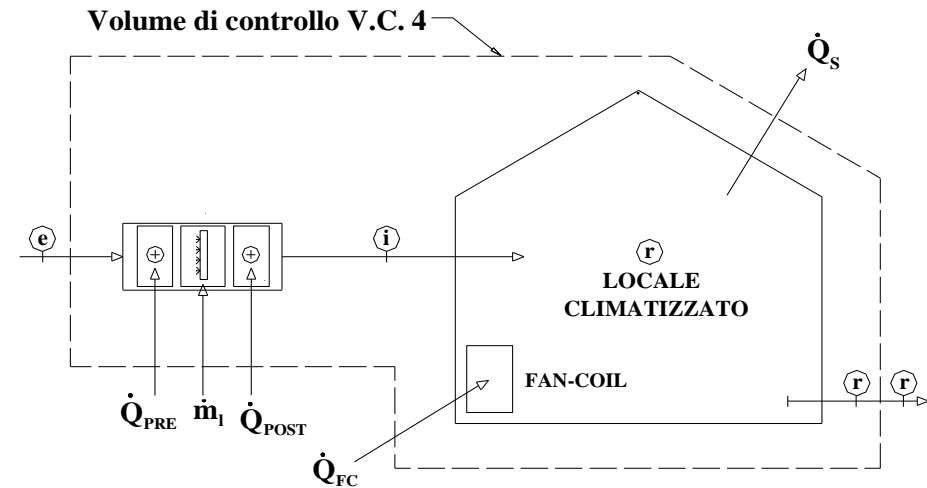 Volume di controllo V.C. 4
Q̇S
e
i
r
LOCALE
CLIMATIZZATO
FAN-COIL
r r
Q̇PRE ṁl Q̇POST
Q̇FC